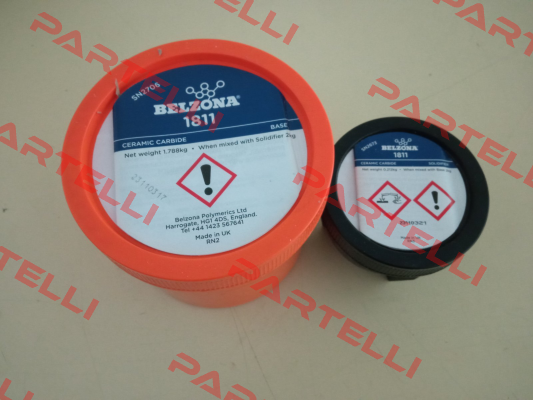 SN2706
BELZONA
1811
CERAMIC CARBIDE
BASE
Net weight 1.788kg • When mixed with Solidifier 2kg
23110317
Belzona Polymerics Ltd
Harrogate, HG1 4DS, England.
Tel +44 1423 567641
Made in UK
RN2
BELZONA
1811
CERAMIC CARBIDE
PARTELLI
PARTELLI
PARTELLI
PARTELLI
PARTELLI